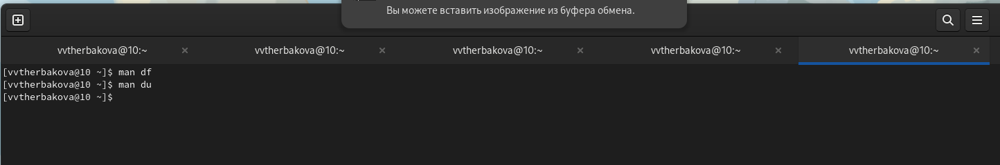 Вы можете вставить изображение из буфера обмена.
vvtherbakova@10:~ vvtherbakova@10:~ vvtherbakova@10:~ vvtherbakova@10:~ vvtherbakova@10:~
[vvtherbakova@10 ~]$ man df
[vvtherbakova@10 ~]$ man du
[vvtherbakova@10 ~]$